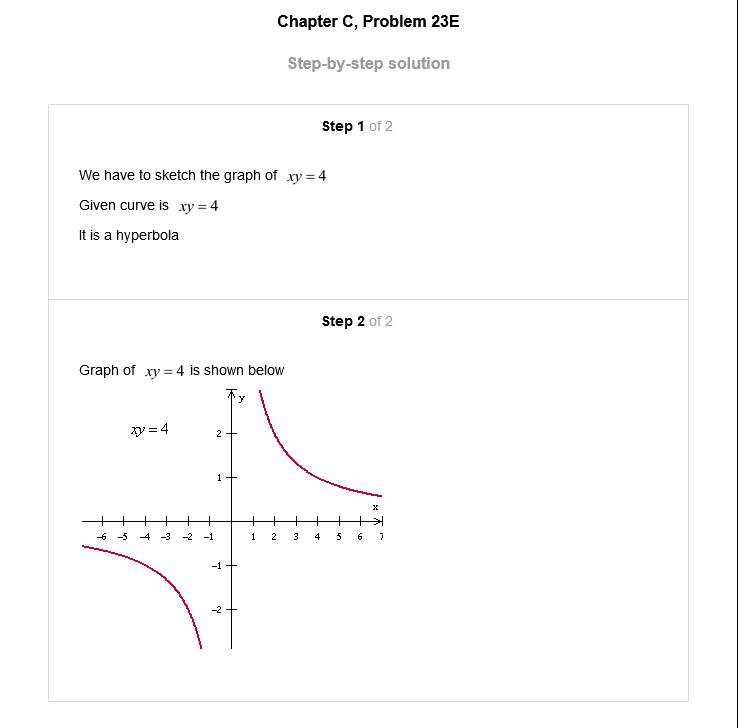 Chapter C, Problem 23E
Step-by-step solution
Step 1 of 2
We have to sketch the graph of xy = 4
Given curve is xy = 4
It is a hyperbola
Step 2 of 2
Graph of xy = 4 is shown below
y
xy = 4
2
1
x
-6 -5 -4 -3 -2 -1 1 2 3 4 5 6 7
-1
-2